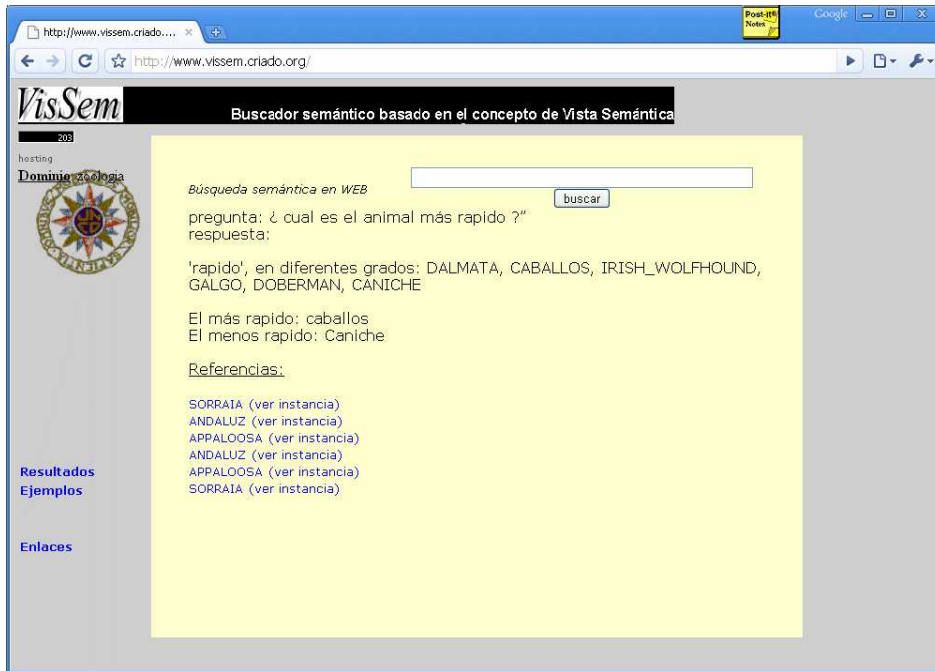 Post-it®
Notes
Google
http://www.vissem.criado....
http://www.vissem.criado.org/
VisSem
Buscador semántico basado en el concepto de Vista Semántica
203
hosting
Dominio zoologia
Búsqueda semántica en WEB
buscar
pregunta: ¿ cual es el animal más rapido ?"
respuesta:
'rapido', en diferentes grados: DALMATA, CABALLOS, IRISH_WOLFHOUND,
GALGO, DOBERMAN, CANICHE
El más rapido: caballos
El menos rapido: Caniche
Referencias:
SORRAIA (ver instancia)
ANDALUZ (ver instancia)
APPALOOSA (ver instancia)
ANDALUZ (ver instancia)
APPALOOSA (ver instancia)
SORRAIA (ver instancia)
Resultados
Ejemplos
Enlaces